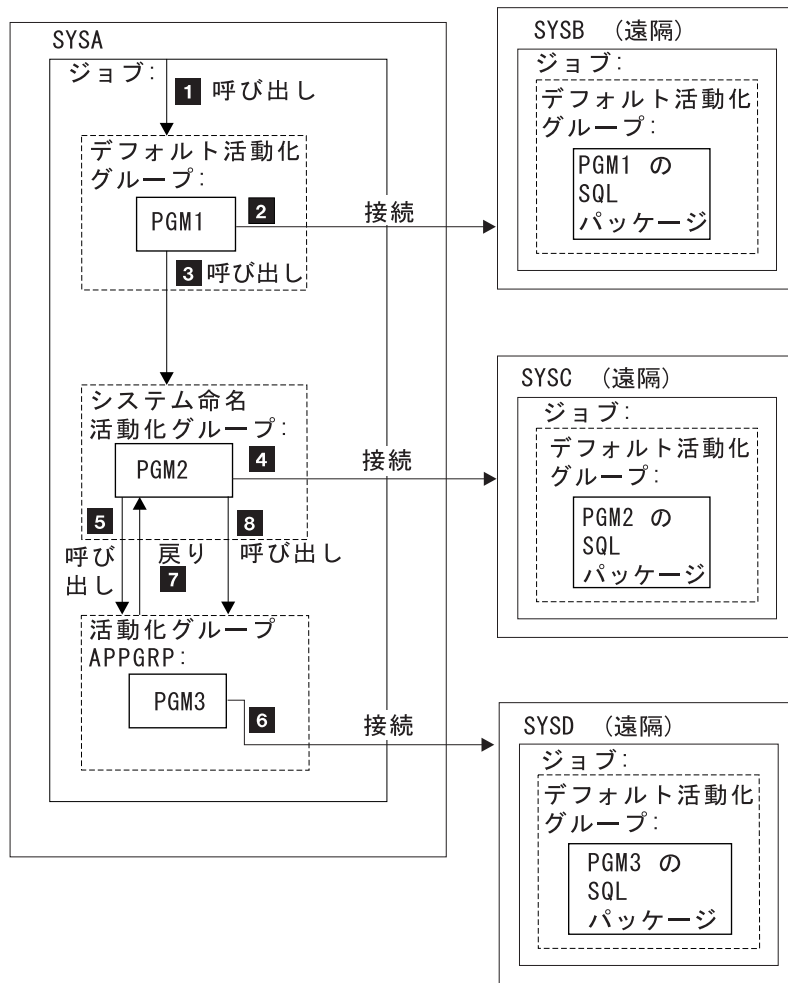 SYSA
ジョブ:
1 呼び出し
デフォルト活動化
グループ:
PGM1
2
接続
3 呼び出し
システム命名
活動化グループ:
PGM2
4
接続
5
呼び
出し
戻り
7
8
呼び出し
活動化グループ
APPGRP:
PGM3
6
接続
SYSB (遠隔)
ジョブ:
デフォルト活動化
グループ:
PGM1 の
SQL
パッケージ
SYSC (遠隔)
ジョブ:
デフォルト活動化
グループ:
PGM2 の
SQL
パッケージ
SYSD (遠隔)
ジョブ:
デフォルト活動化
グループ:
PGM3 の
SQL
パッケージ